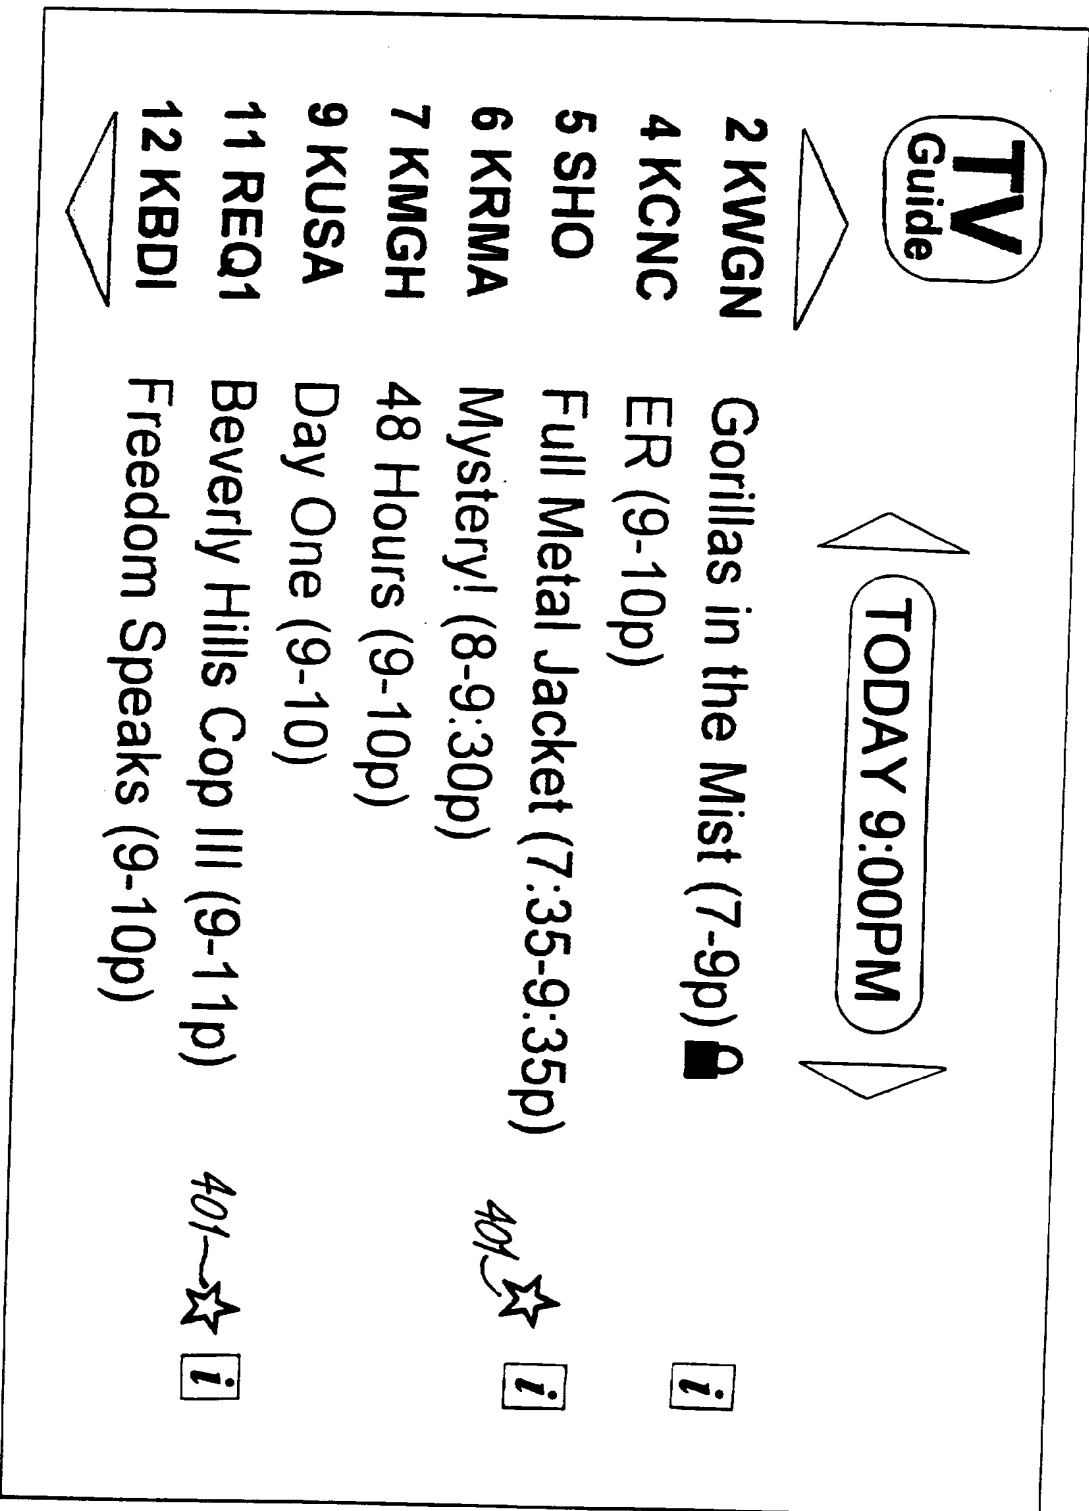 TV
Guide
TODAY 9:00PM
2 KWGN Gorillas in the Mist (7-9p) i
4 KCNC ER (9-10p)
5 SHO Full Metal Jacket (7:35-9:35p) 401 i
6 KRMA Mystery! (8-9:30p)
7 KMGH 48 Hours (9-10p)
9 KUSA Day One (9-10)
11 REQ1 Beverly Hills Cop III (9-11p) 401 i
12 KBDI Freedom Speaks (9-10p)